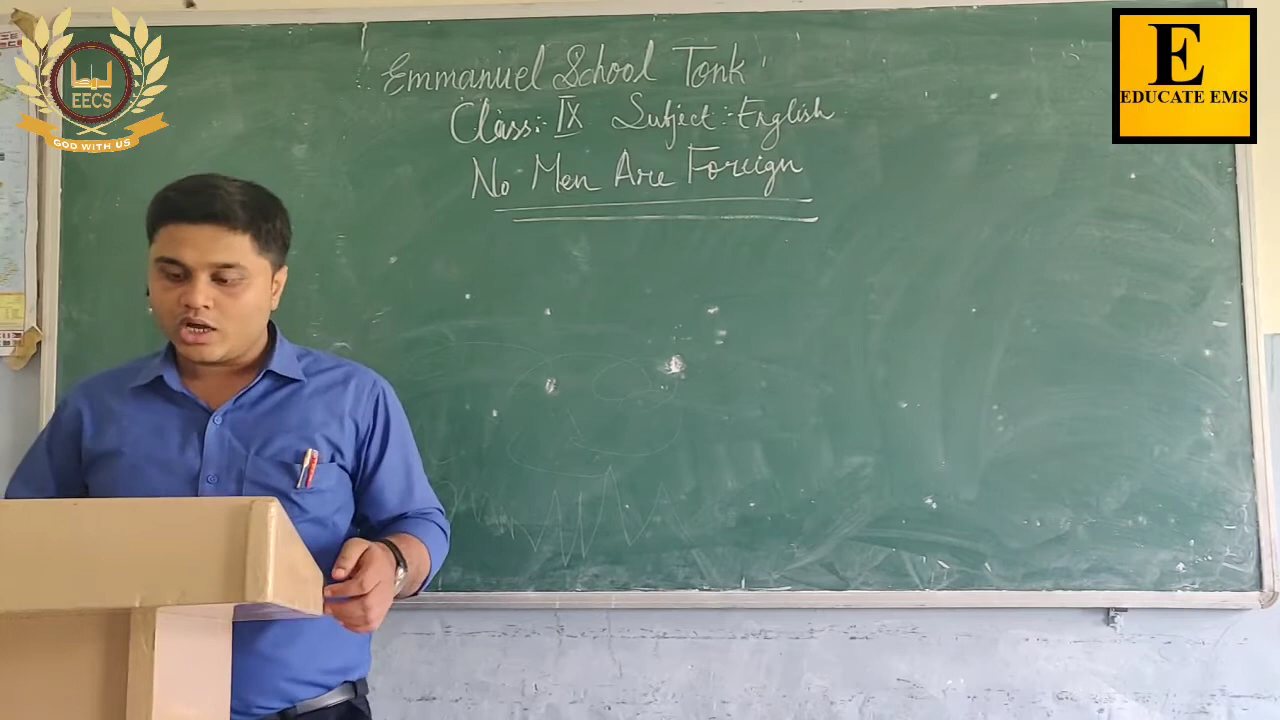 Emmanuel School Tonk
Class:- IX Subject:- English
No Men Are Foreign
EECS
GOD WITH US
E
EDUCATE EMS